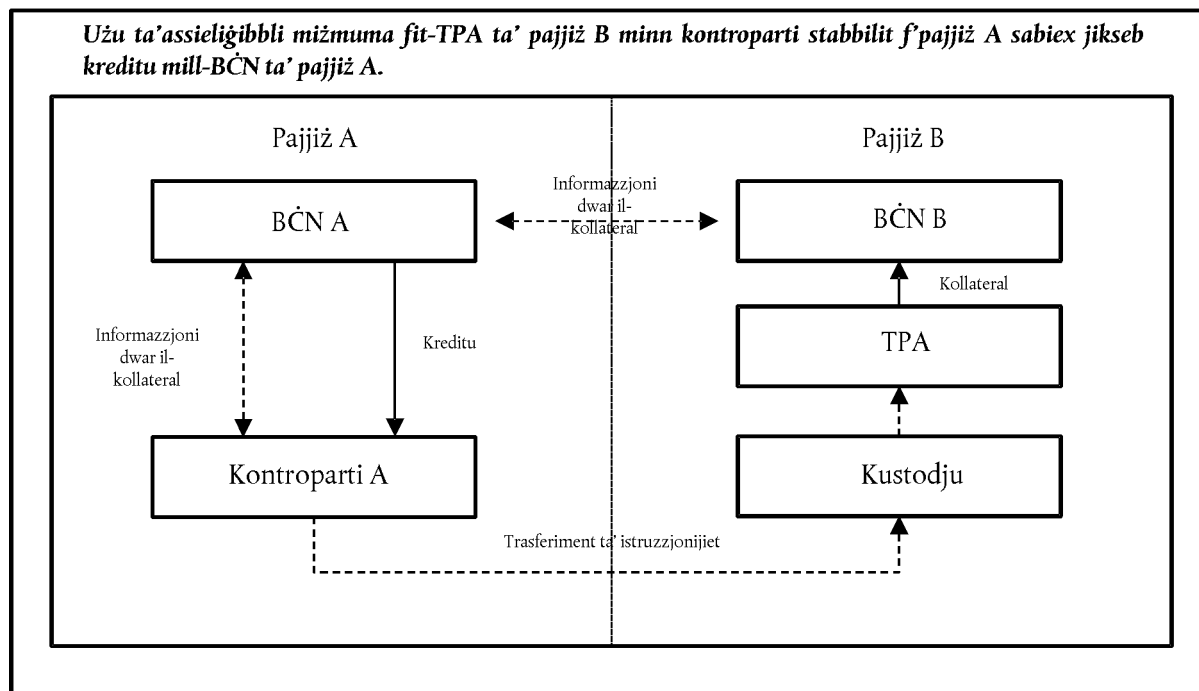 Użu ta'assieliġibbli miżmuma fit-TPA ta' pajjiż B minn kontroparti stabbilit f'pajjiż A sabiex jikseb
kreditu mill-BĊN ta' pajjiż A.
Pajjiż A
Pajjiż B
BĊN A
Informazzjoni
dwar il-
kollateral
BĊN B
Kollateral
Informazzjoni
dwar il-
kollateral
Kreditu
TPA
Kontroparti A
Kustodju
Trasferiment ta' istruzzjonijiet